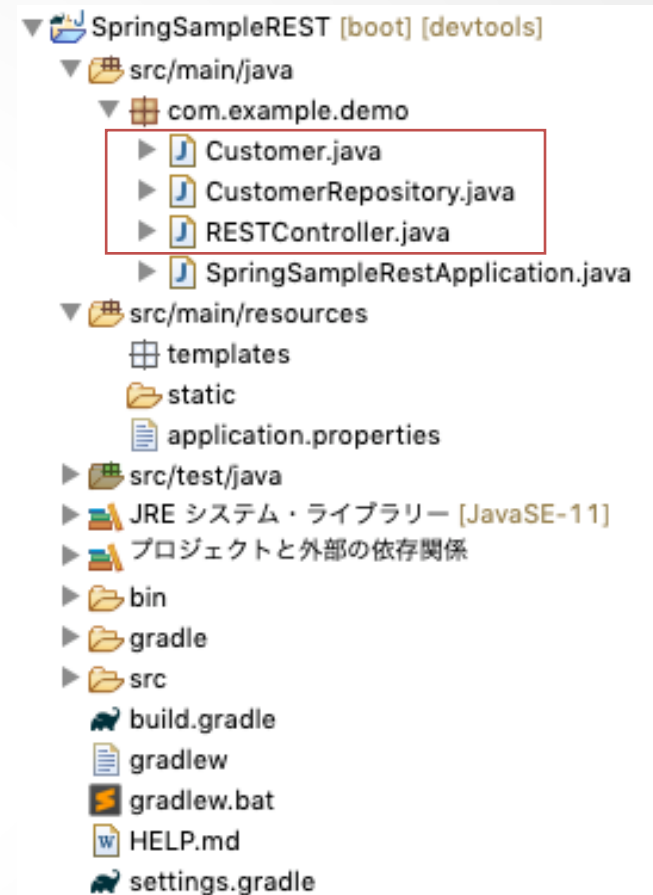 SpringSampleREST [boot] [devtools]
src/main/java
com.example.demo
Customer.java
CustomerRepository.java
RESTController.java
SpringSampleRestApplication.java
src/main/resources
templates
static
application.properties
src/test/java
JRE システム・ライブラリー [JavaSE-11]
プロジェクトと外部の依存関係
bin
gradle
src
build.gradle
gradlew
gradlew.bat
HELP.md
settings.gradle